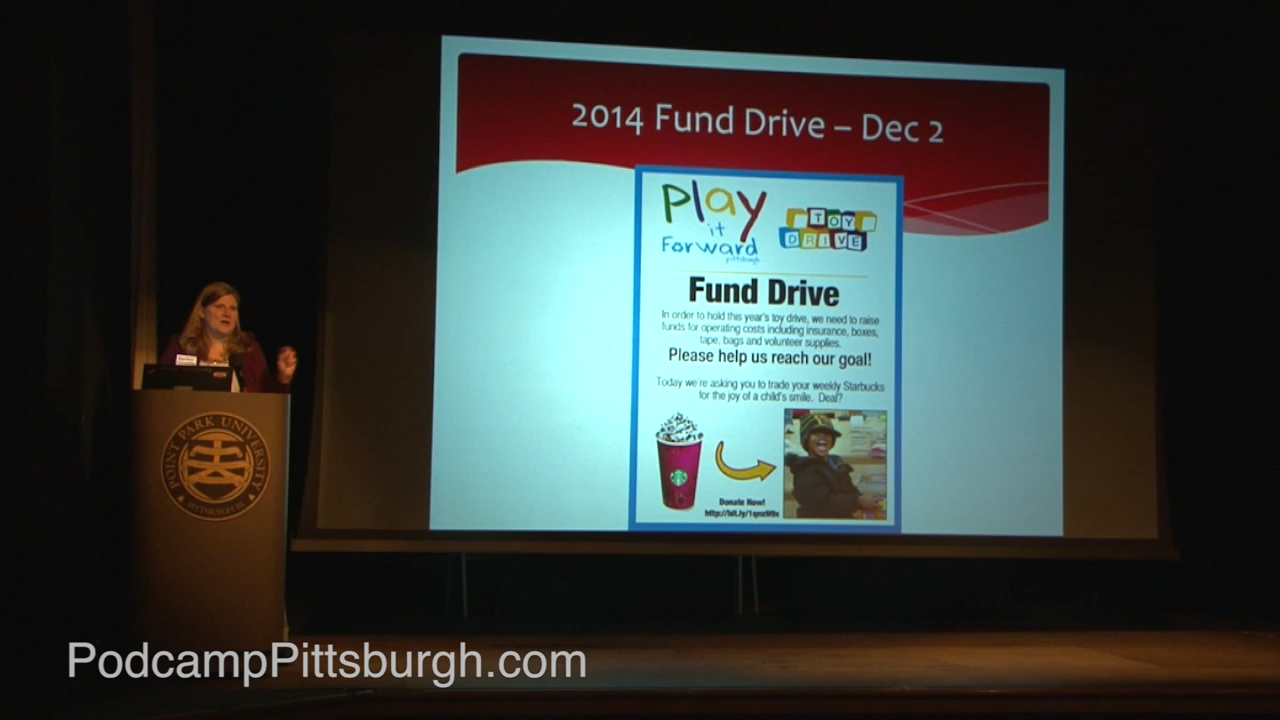 2014 Fund Drive – Dec 2
play
it
Forward
pittsburgh
TOY
DRIVE
Fund Drive
In order to hold this year's toy drive, we need to raise
funds for operating costs including insurance, boxes,
tape, bags and volunteer supplies.
Please help us reach our goal!
Today we're asking you to trade your weekly Starbucks
for the joy of a child's smile. Deal?
Donate Now!
POINT PARK UNIVERSITY
PITTSBURGH
PodcampPittsburgh.com